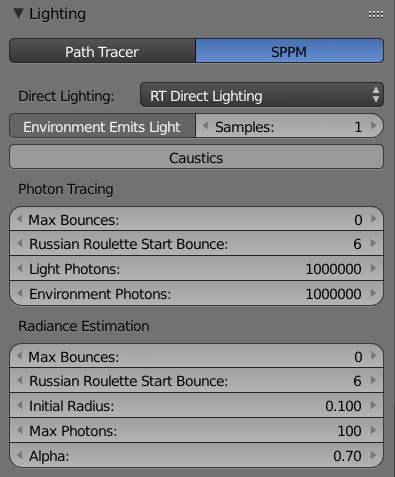 Lighting
Path Tracer SPPM
Direct Lighting: RT Direct Lighting
Environment Emits Light Samples: 1
Caustics
Photon Tracing
Max Bounces: 0
Russian Roulette Start Bounce: 6
Light Photons: 1000000
Environment Photons: 1000000
Radiance Estimation
Max Bounces: 0
Russian Roulette Start Bounce: 6
Initial Radius: 0.100
Max Photons: 100
Alpha: 0.70